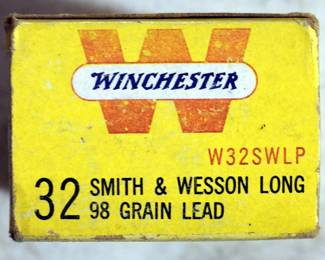 W
WINCHESTER
W32SWLP
32 SMITH & WESSON LONG
98 GRAIN LEAD